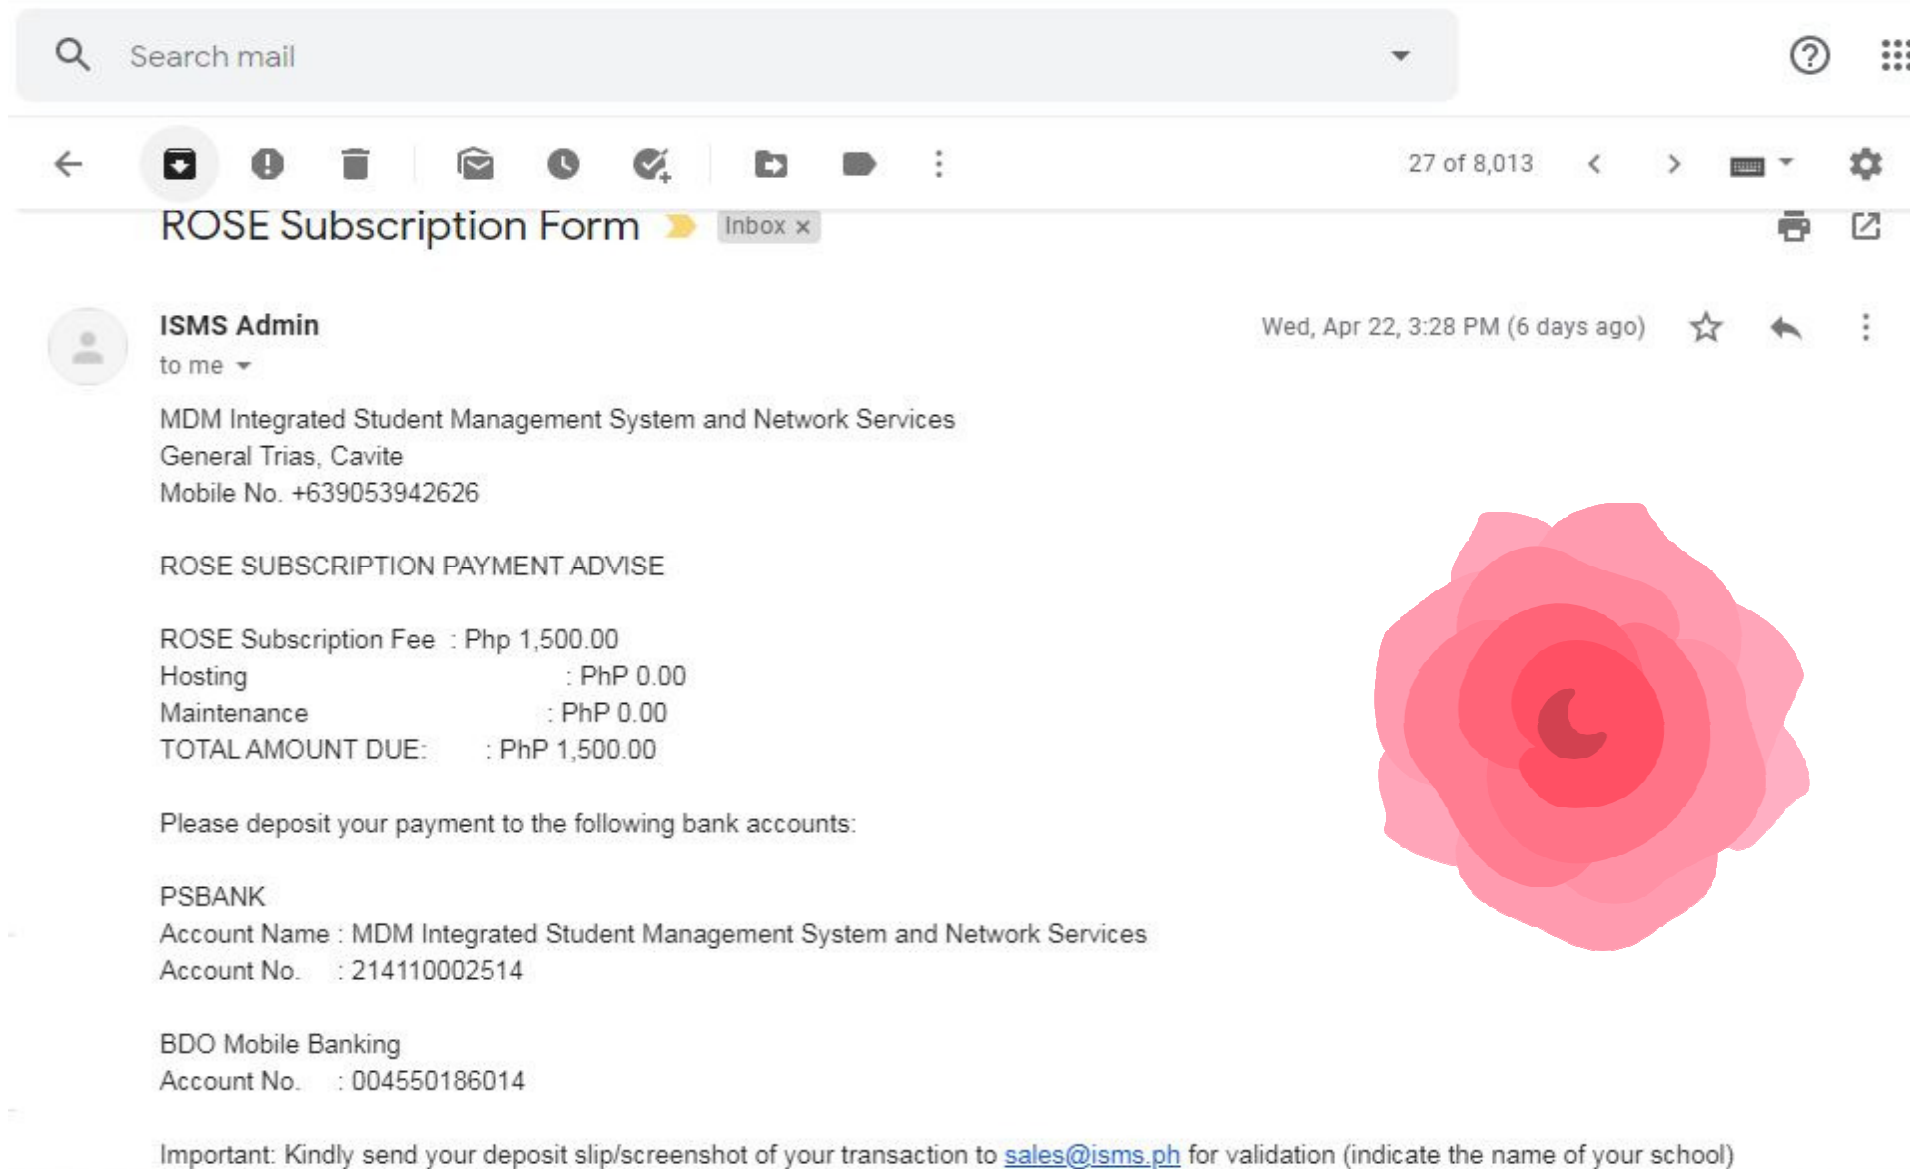 Search mail
27 of 8,013
ROSE Subscription Form Inbox x
ISMS Admin Wed, Apr 22, 3:28 PM (6 days ago)
to me
MDM Integrated Student Management System and Network Services
General Trias, Cavite
Mobile No. +639053942626
ROSE SUBSCRIPTION PAYMENT ADVISE
ROSE Subscription Fee : Php 1,500.00
Hosting : PhP 0.00
Maintenance : PhP 0.00
TOTAL AMOUNT DUE: : PhP 1,500.00
Please deposit your payment to the following bank accounts:
PSBANK
Account Name : MDM Integrated Student Management System and Network Services
Account No. : 214110002514
BDO Mobile Banking
Account No. : 004550186014
Important: Kindly send your deposit slip/screenshot of your transaction to sales@isms.ph for validation (indicate the name of your school)